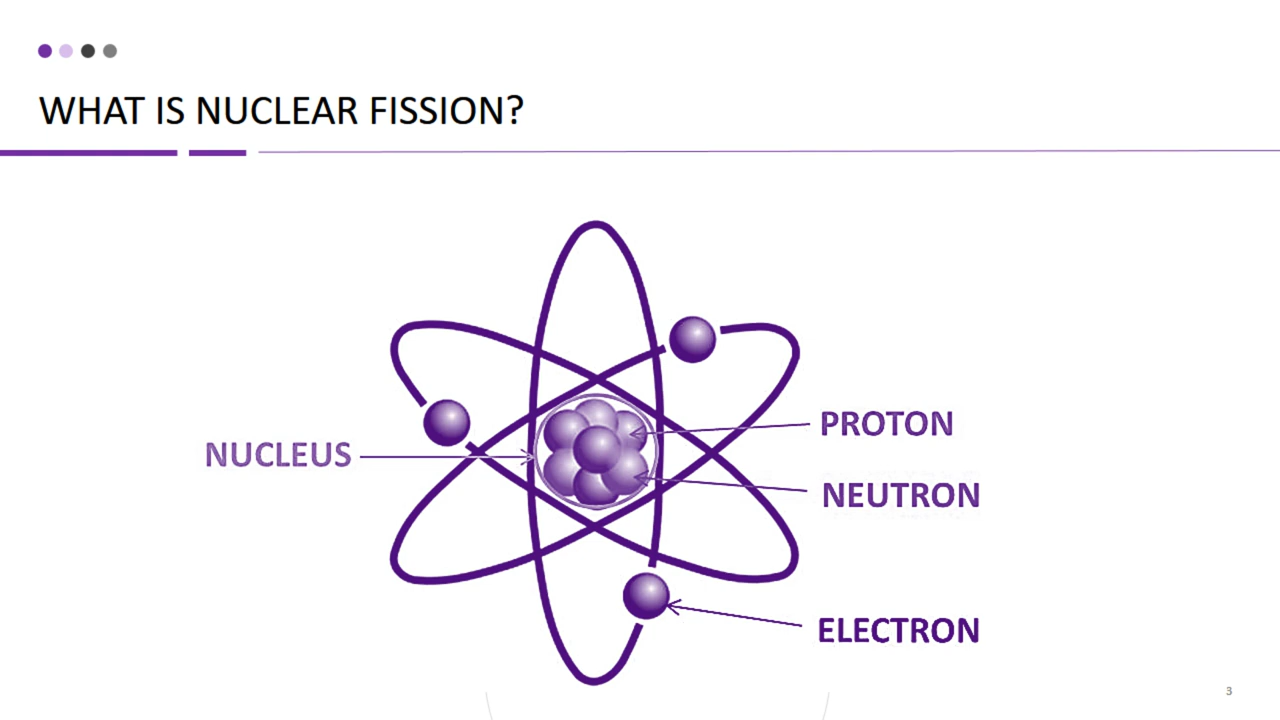 WHAT IS NUCLEAR FISSION?
PROTON
NUCLEUS
NEUTRON
ELECTRON
3